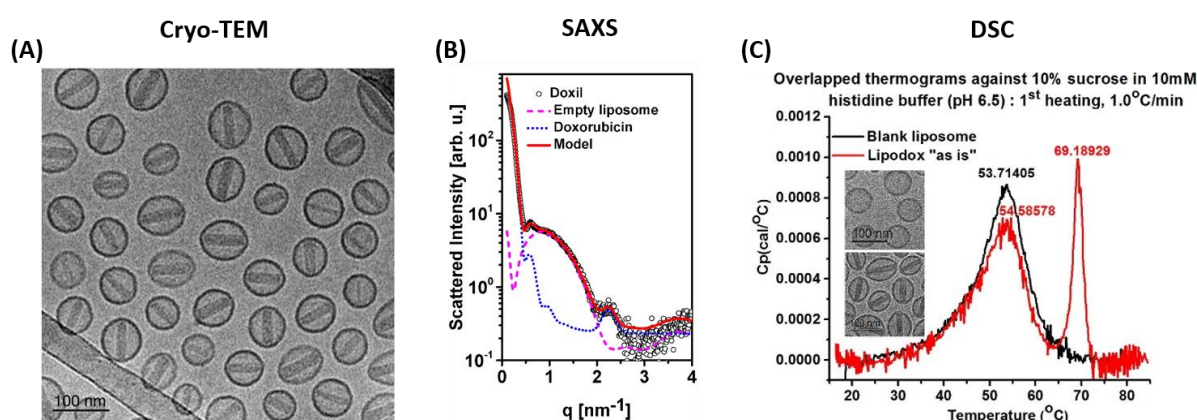 Cryo-TEM
SAXS
DSC
(A)
(B)
(C)
100 nm
10²
10¹
10⁰
10⁻¹
Scattered Intensity [arb. u.]
Doxil
Empty liposome
Doxorubicin
Model
0 1 2 3 4
q [nm⁻¹]
Overlapped thermograms against 10% sucrose in 10mM
histidine buffer (pH 6.5) : 1ˢᵗ heating, 1.0°C/min
0.0012
0.0010
0.0008
0.0006
0.0004
0.0002
0.0000
Cp(cal/°C)
Blank liposome
Lipodox "as is"
69.18929
53.71405
54.58578
100 nm
100 nm
20 30 40 50 60 70 80
Temperature (°C)